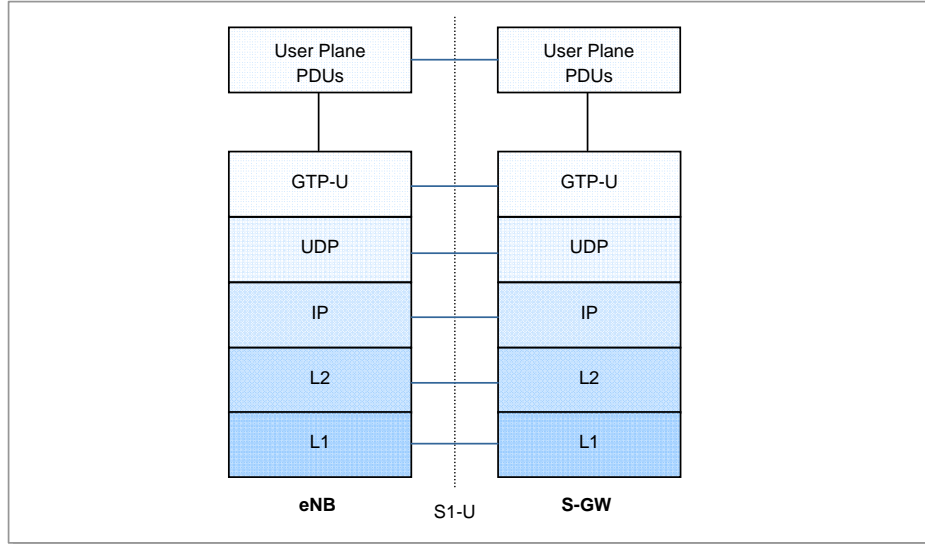 User Plane
PDUs
User Plane
PDUs
GTP-U
GTP-U
UDP
UDP
IP
IP
L2
L2
L1
L1
eNB
S1-U
S-GW